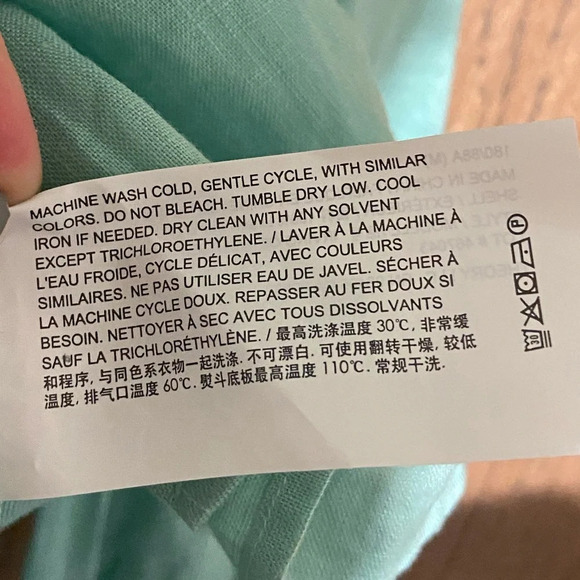 MACHINE WASH COLD, GENTLE CYCLE, WITH SIMILAR
COLORS. DO NOT BLEACH. TUMBLE DRY LOW. COOL
IRON IF NEEDED. DRY CLEAN WITH ANY SOLVENT
EXCEPT TRICHLOROETHYLENE. / LAVER À LA MACHINE À
L'EAU FROIDE, CYCLE DÉLICAT, AVEC COULEURS
SIMILAIRES. NE PAS UTILISER EAU DE JAVEL. SÉCHER À
LA MACHINE CYCLE DOUX. REPASSER AU FER DOUX SI
BESOIN. NETTOYER À SEC AVEC TOUS DISSOLVANTS
SAUF LA TRICHLORÉTHYLÈNE. / 最高洗涤温度 30℃, 非常缓
和程序, 与同色系衣物一起洗涤. 不可漂白. 可使用翻转干燥, 较低
温度, 排气口温度 60℃. 熨斗底板最高温度 110℃. 常规干洗.